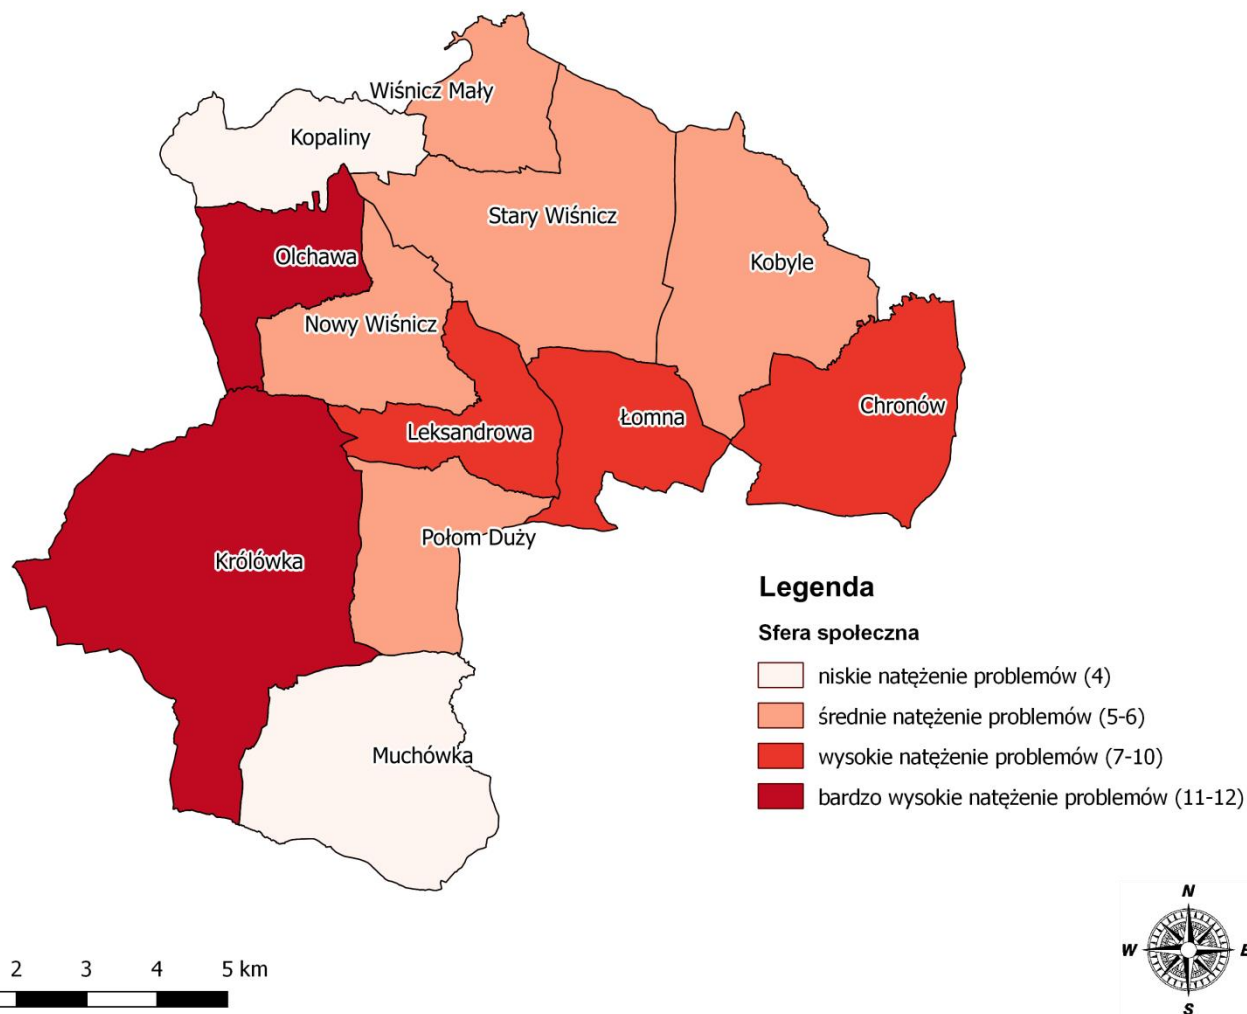 Wiśnicz Mały
Kopaliny
Stary Wiśnicz
Olchawa
Kobyle
Nowy Wiśnicz
Chronów
Łomna
Leksandrowa
Połom Duży
Królówka
Muchówka
Legenda
Sfera społeczna
niskie natężenie problemów (4)
średnie natężenie problemów (5-6)
wysokie natężenie problemów (7-10)
bardzo wysokie natężenie problemów (11-12)
N
W E
S
2 3 4 5 km